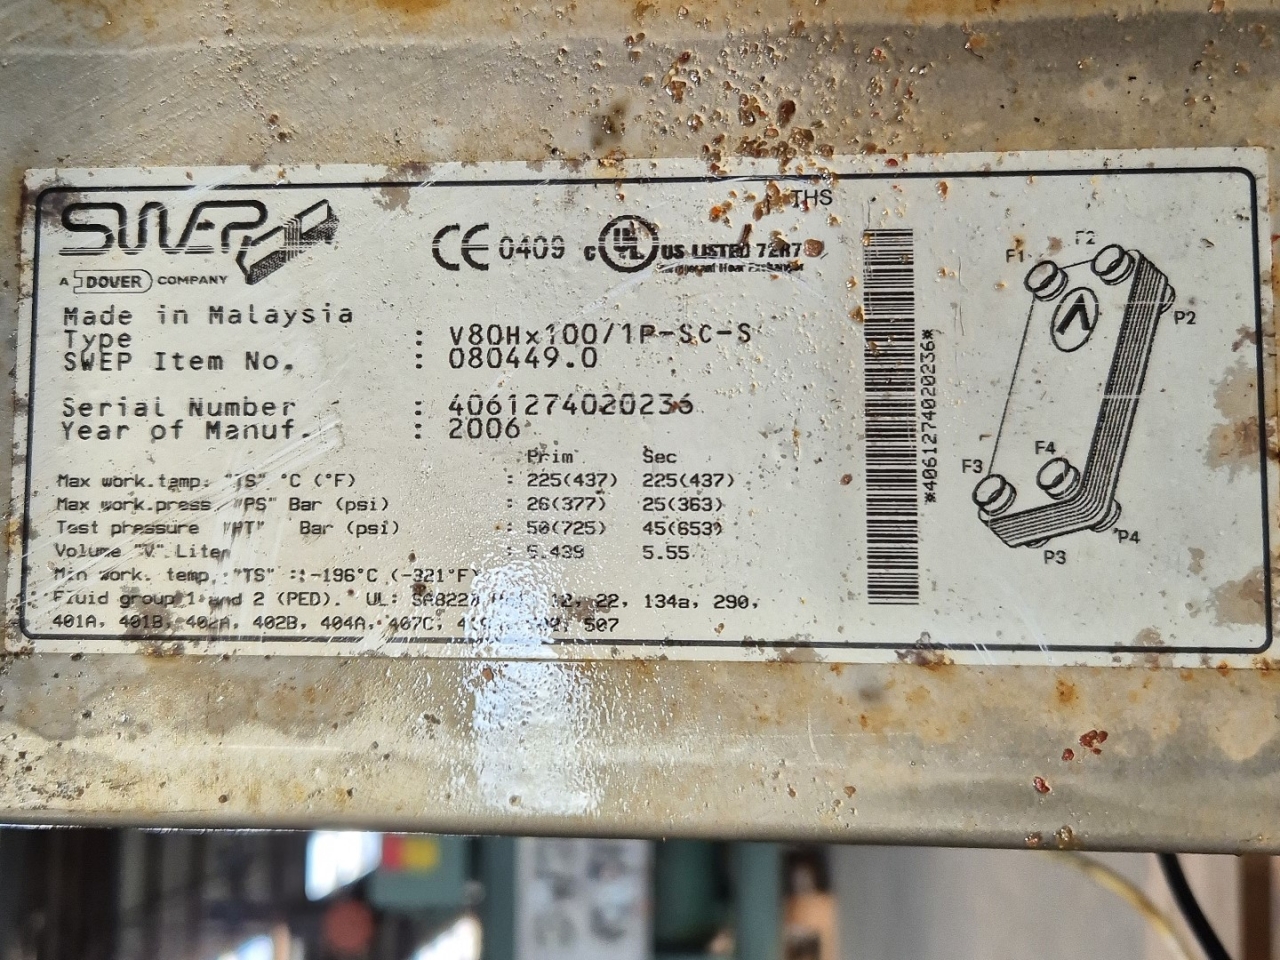 THS
SWEP
A DOVER COMPANY
CE 0409 C UL US LISTED 72R7
Refrigerant Heat Exchanger
Made in Malaysia
Type : V80Hx100/1P-SC-S
SWEP Item No. : 080449.0
Serial Number : 4061274020236
Year of Manuf. : 2006
Prim Sec
Max work.temp. "TS" °C (°F) : 225(437) 225(437)
Max work.press. "PS" Bar (psi) : 26(377) 25(363)
Test pressure "PT" Bar (psi) : 50(725) 45(653)
Volume "V" Liter : 5.439 5.55
Min work. temp. "TS" :-196°C (-321°F)
Fluid group 1 and 2 (PED). UL: 22, 134a, 290,
401A, 401B, 402A, 402B, 404A, 407C, 507
*4061274020236*
F1
F2
P2
F3
F4
P3
P4